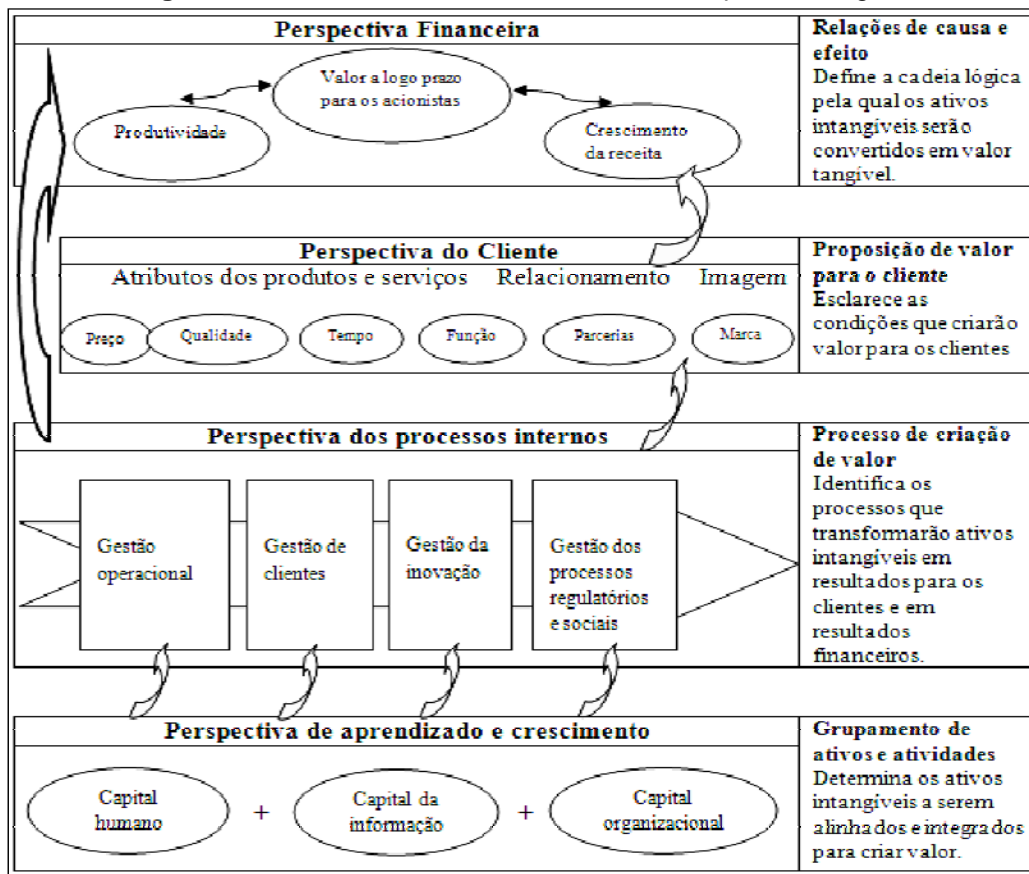 Perspectiva Financeira
Valor a logo prazo
para os acionistas
Produtividade
Crescimento
da receita
Relações de causa e
efeito
Define a cadeia lógica
pela qual os ativos
intangíveis serão
convertidos em valor
tangível.
Perspectiva do Cliente
Atributos dos produtos e serviços Relacionamento Imagem
Preço Qualidade Tempo Função Parcerias Marca
Proposição de valor
para o cliente
Esclarece as
condições que criarão
valor para os clientes
Perspectiva dos processos internos
Gestão
operacional
Gestão de
clientes
Gestão da
inovação
Gestão dos
processos
regulatórios
e sociais
Processo de criação
de valor
Identifica os
processos que
transformarão ativos
intangíveis em
resultados para os
clientes e em
resultados
financeiros.
Perspectiva de aprendizado e crescimento
Capital
humano
+
Capital da
informação
+
Capital
organizacional
Grupamento de
ativos e atividades
Determina os ativos
intangíveis a serem
alinhados e integrados
para criar valor.